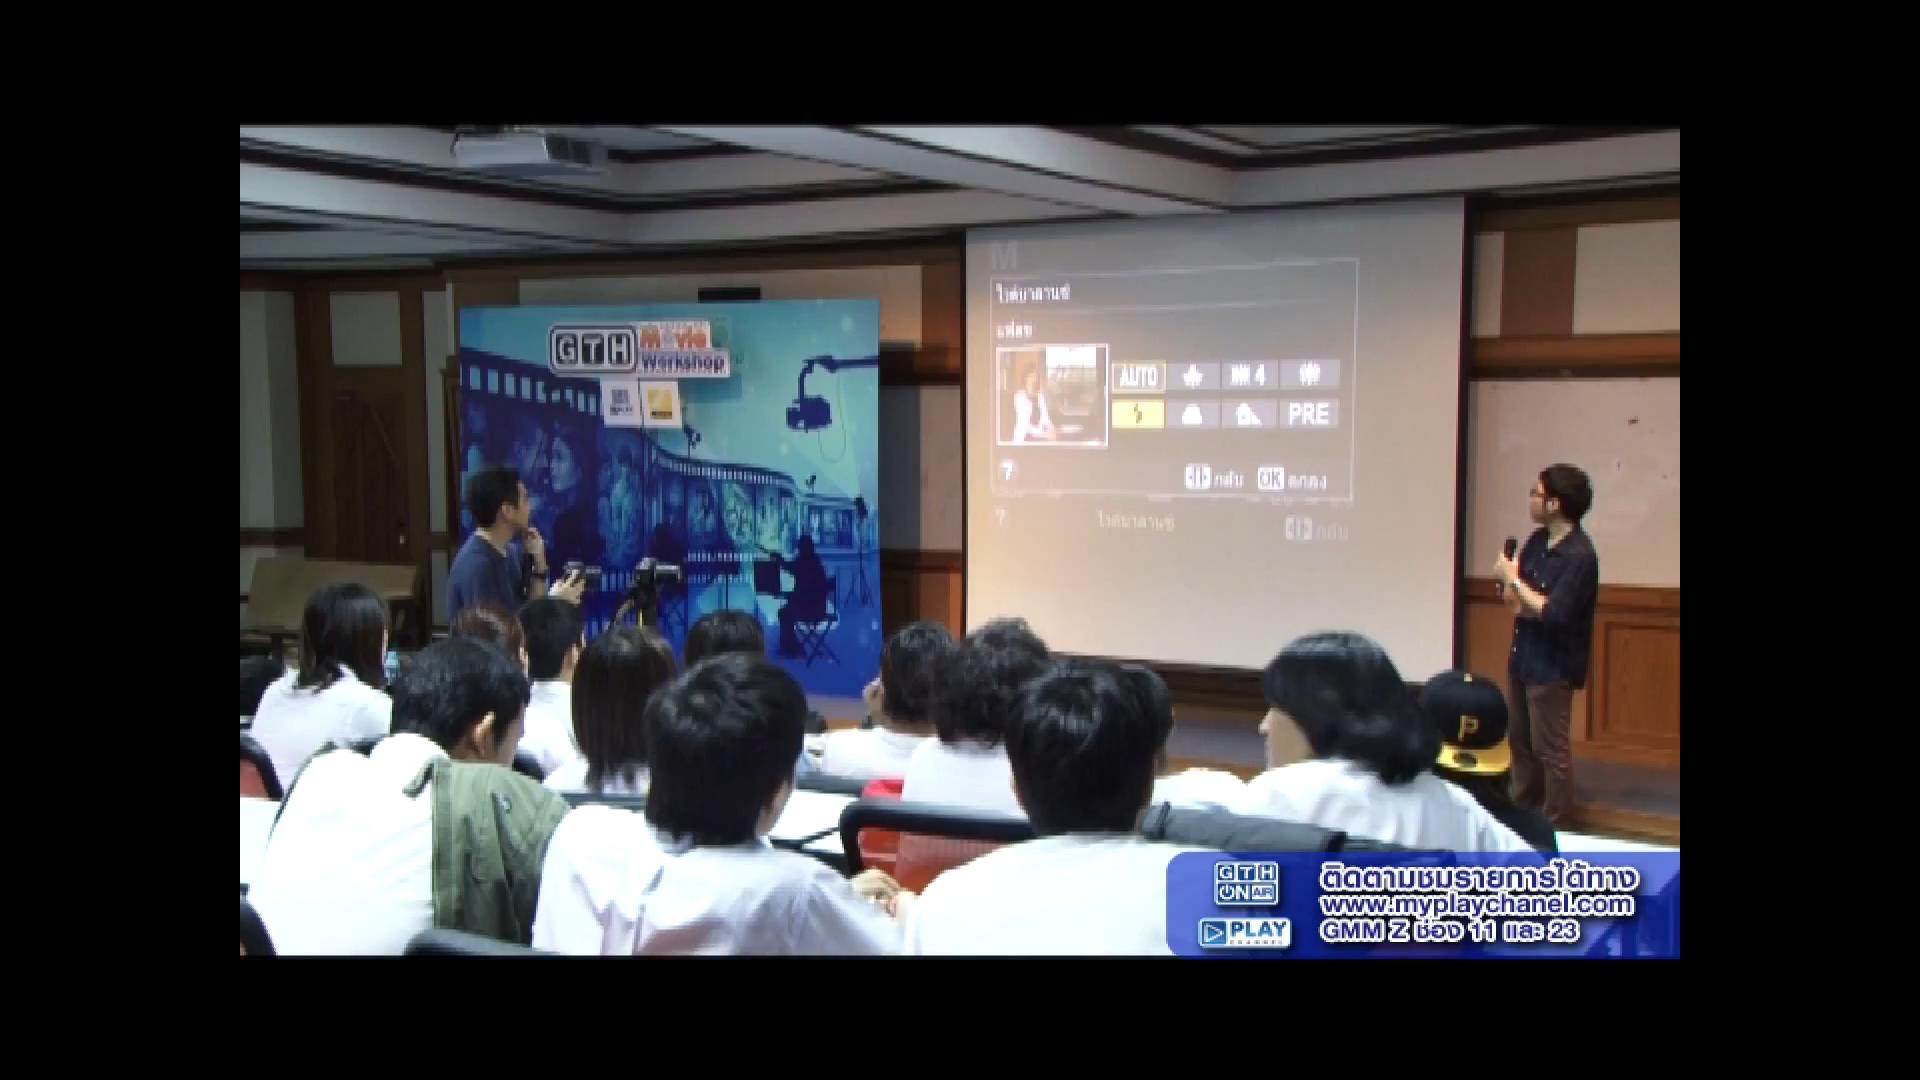 M
ไวต์บาลานซ์
แฟลช
AUTO
4
PRE
?
กลับ OK ตกลง
?
ไวต์บาลานซ์
กลับ
GTH Movie
Workshop
P
GTH
ON AIR
PLAY
CHANNEL
ติดตามชมรายการได้ทาง
www.myplaychanel.com
GMM Z ช่อง 11 และ 23